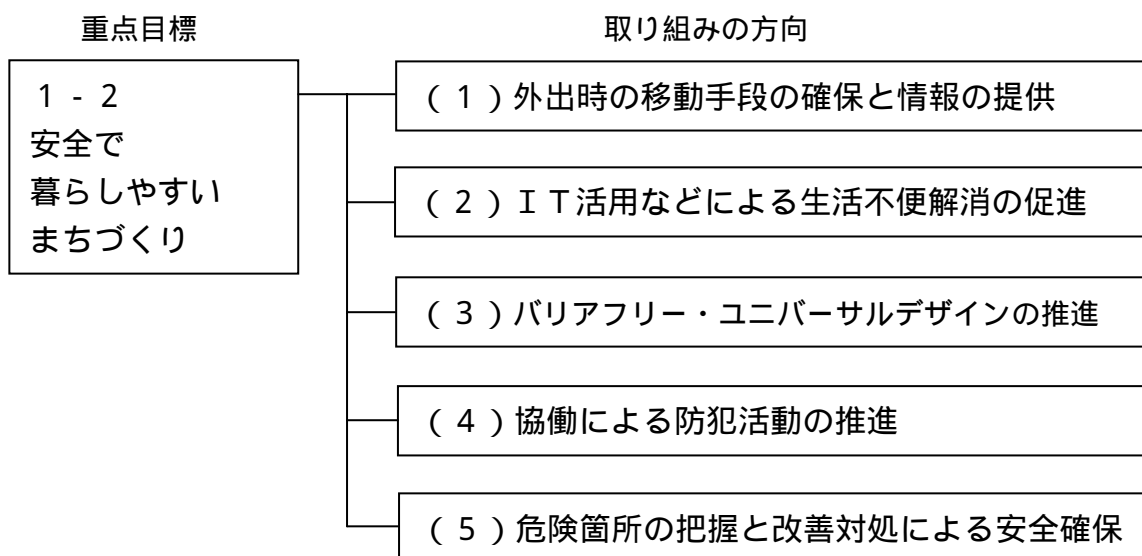 重点目標
取り組みの方向
1 - 2
安全で
暮らしやすい
まちづくり
(1)外出時の移動手段の確保と情報の提供
(2)IT活用などによる生活不便解消の促進
(3)バリアフリー・ユニバーサルデザインの推進
(4)協働による防犯活動の推進
(5)危険箇所の把握と改善対処による安全確保